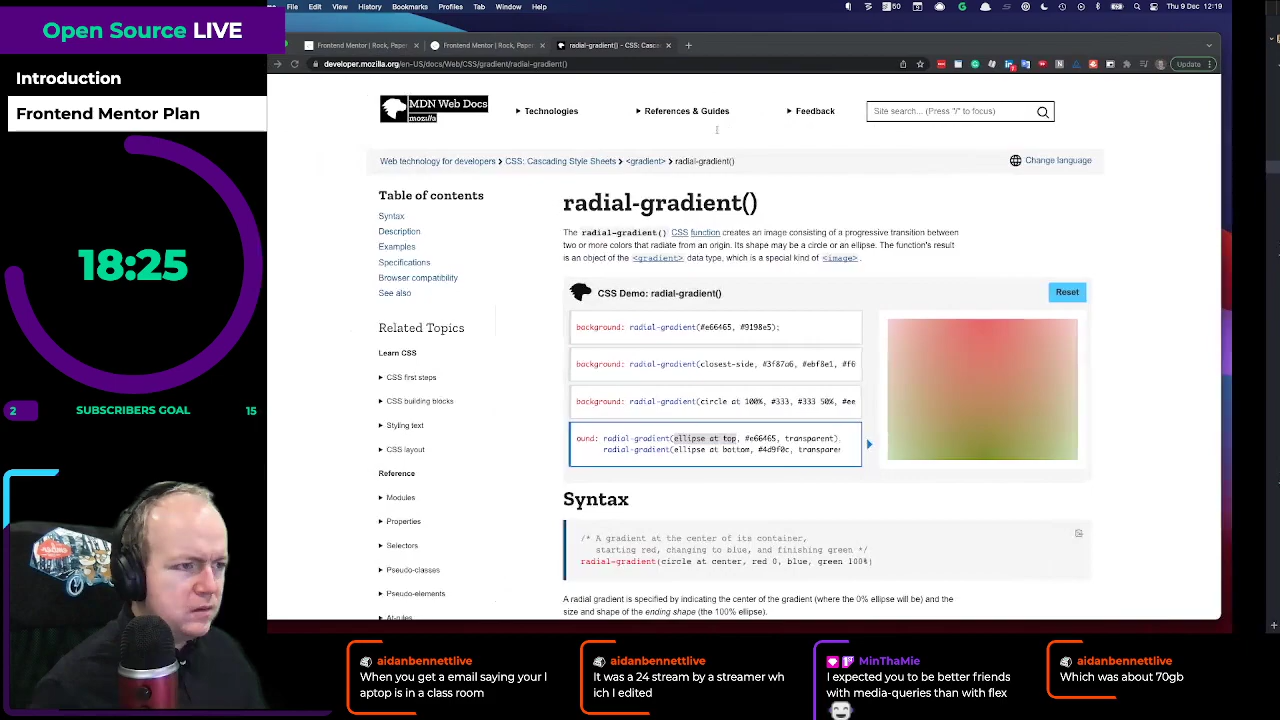 Open Source LIVE
Introduction
Frontend Mentor Plan
18:25
2 SUBSCRIBERS GOAL 15
File Edit View History Bookmarks Profiles Tab Window Help
50
Thu 9 Dec 12:19
Frontend Mentor | Rock, Paper
Frontend Mentor | Rock, Paper
radial-gradient() - CSS: Casc
developer.mozilla.org/en-US/docs/Web/CSS/gradient/radial-gradient()
Update
MDN Web Docs
mozilla
Technologies
References & Guides
Feedback
Site search... (Press "/" to focus)
Web technology for developers > CSS: Cascading Style Sheets > <gradient> > radial-gradient()
Change language
Table of contents
Syntax
Description
Examples
Specifications
Browser compatibility
See also
Related Topics
Learn CSS
CSS first steps
CSS building blocks
Styling text
CSS layout
Reference
Modules
Properties
Selectors
Pseudo-classes
Pseudo-elements
At-rules
radial-gradient()
The radial-gradient() CSS function creates an image consisting of a progressive transition between
two or more colors that radiate from an origin. Its shape may be a circle or an ellipse. The function's result
is an object of the <gradient> data type, which is a special kind of <image>.
CSS Demo: radial-gradient()
Reset
background: radial-gradient(#e66465, #9198e5);
background: radial-gradient(closest-side, #3f87a6, #ebf8e1, #f6
background: radial-gradient(circle at 100%, #333, #333 50%, #ee
ound: radial-gradient(ellipse at top, #e66465, transparent),
radial-gradient(ellipse at bottom, #4d9f0c, transparen
Syntax
/* A gradient at the center of its container,
starting red, changing to blue, and finishing green */
radial-gradient(circle at center, red 0, blue, green 100%)
A radial gradient is specified by indicating the center of the gradient (where the 0% ellipse will be) and the
size and shape of the ending shape (the 100% ellipse).
aidanbennettlive
When you get a email saying your l
aptop is in a class room
aidanbennettlive
It was a 24 stream by a streamer wh
ich I edited
MinThaMie
I expected you to be better friends
with media-queries than with flex
aidanbennettlive
Which was about 70gb